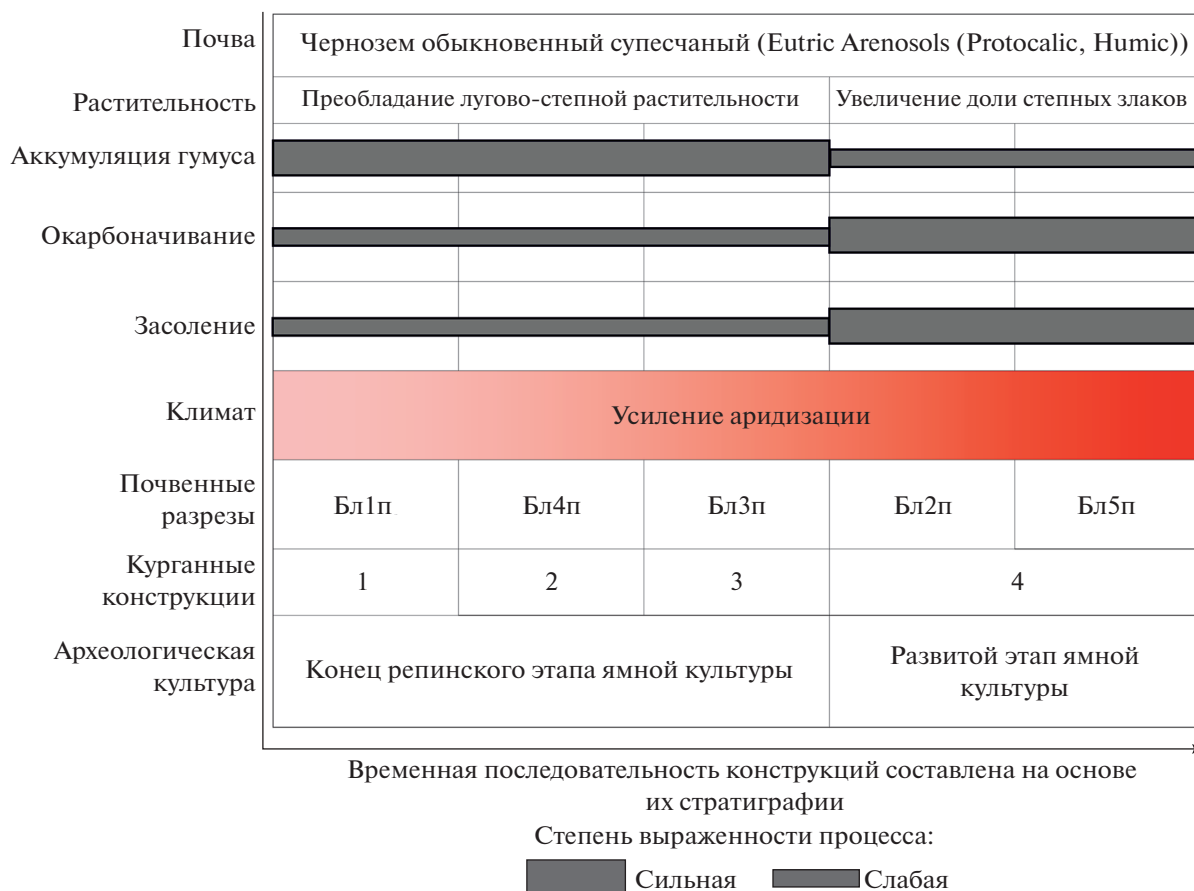 Почва
Чернозем обыкновенный супесчаный (Eutric Arenosols (Protocalic, Humic))
Растительность
Преобладание лугово-степной растительности
Увеличение доли степных злаков
Аккумуляция гумуса
Окарбоначивание
Засоление
Климат
Усиление аридизации
Почвенные
разрезы
Бл1п
Бл4п
Бл3п
Бл2п
Бл5п
Курганные
конструкции
1
2
3
4
Археологическая
культура
Конец репинского этапа ямной культуры
Развитой этап ямной
культуры
Временная последовательность конструкций составлена на основе
их стратиграфии
Степень выраженности процесса:
Сильная
Слабая